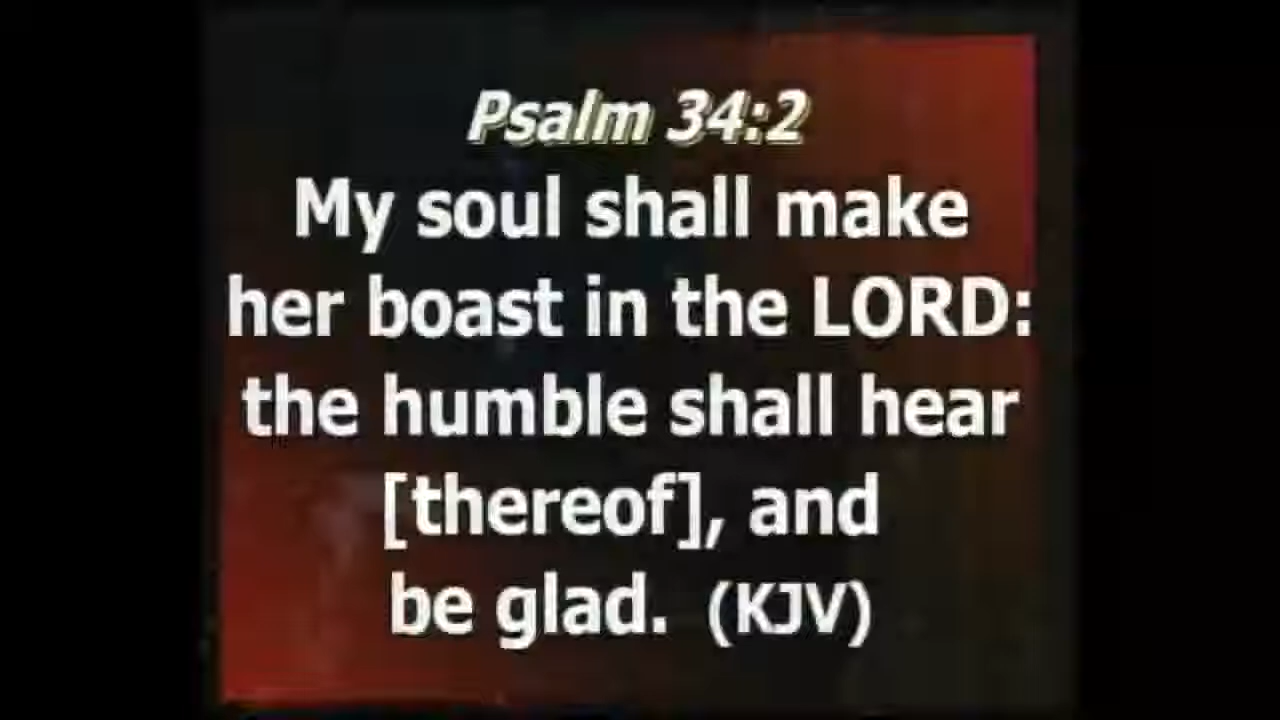 Psalm 34:2
My soul shall make
her boast in the LORD:
the humble shall hear
[thereof], and
be glad. (KJV)